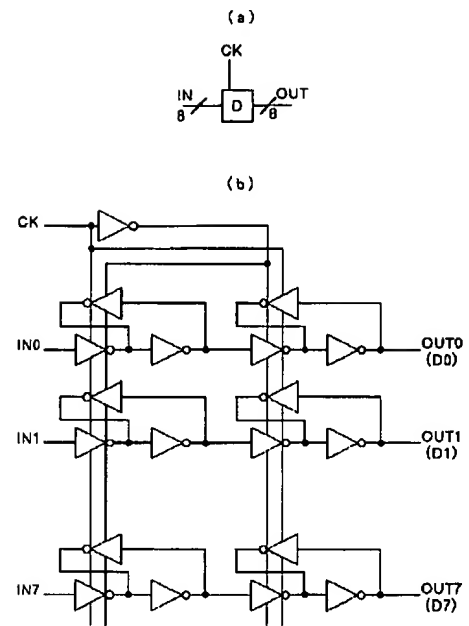 (a)
CK
IN D OUT
8 8
(b)
CK
IN0 OUT0
(D0)
IN1 OUT1
(D1)
IN7 OUT7
(D7)